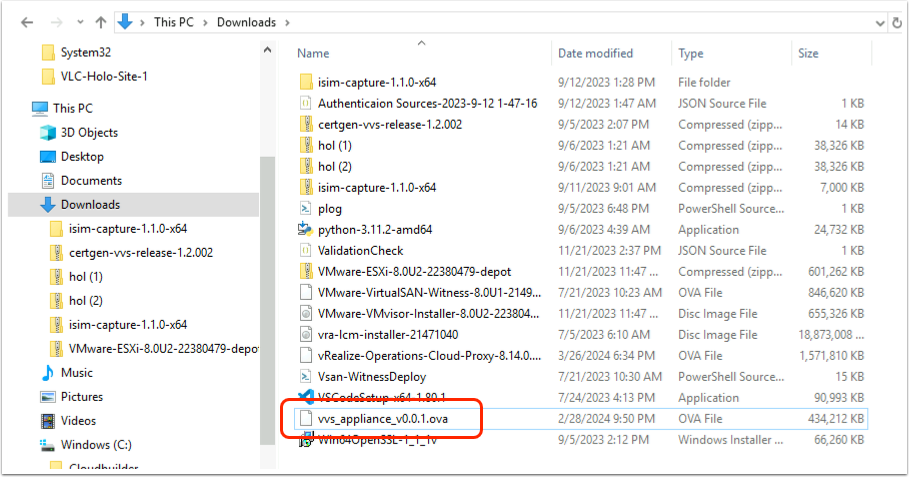 This PC Downloads
System32
VLC-Holo-Site-1
This PC
3D Objects
Desktop
Documents
Downloads
isim-capture-1.1.0-x64
certgen-vvs-release-1.2.002
hol (1)
hol (2)
isim-capture-1.1.0-x64
VMware-ESXi-8.0U2-22380479-depot
Music
Pictures
Videos
Windows (C:)
Cloudbuilder
Name Date modified Type Size
isim-capture-1.1.0-x64 9/12/2023 1:28 PM File folder
Authenticaion Sources-2023-9-12 1-47-16 9/12/2023 1:47 AM JSON Source File 1 KB
certgen-vvs-release-1.2.002 9/5/2023 2:07 PM Compressed (zipp... 14 KB
hol (1) 9/6/2023 1:21 AM Compressed (zipp... 38,326 KB
hol (2) 9/6/2023 1:21 AM Compressed (zipp... 38,326 KB
isim-capture-1.1.0-x64 9/11/2023 9:01 AM Compressed (zipp... 7,000 KB
plog 9/5/2023 6:48 PM PowerShell Source... 1 KB
python-3.11.2-amd64 9/6/2023 4:39 AM Application 24,732 KB
ValidationCheck 11/21/2023 2:37 PM JSON Source File 1 KB
VMware-ESXi-8.0U2-22380479-depot 11/21/2023 11:47 ... Compressed (zipp... 601,262 KB
VMware-VirtualSAN-Witness-8.0U1-2149... 7/21/2023 10:23 AM OVA File 846,620 KB
VMware-VMvisor-Installer-8.0U2-223804... 11/21/2023 11:47 ... Disc Image File 655,326 KB
vra-lcm-installer-21471040 7/5/2023 6:10 AM Disc Image File 18,873,008 ...
vRealize-Operations-Cloud-Proxy-8.14.0.... 3/26/2024 6:34 PM OVA File 1,571,810 KB
Vsan-WitnessDeploy 7/21/2023 11:30 AM PowerShell Source... 15 KB
VSCodeSetup-x64-1.80.1 7/24/2023 4:13 PM Application 90,993 KB
vvs_appliance_v0.0.1.ova 2/28/2024 9:50 PM OVA File 434,212 KB
Win64OpenSSL-1_1_1v 9/5/2023 2:12 PM Windows Installer ... 66,260 KB